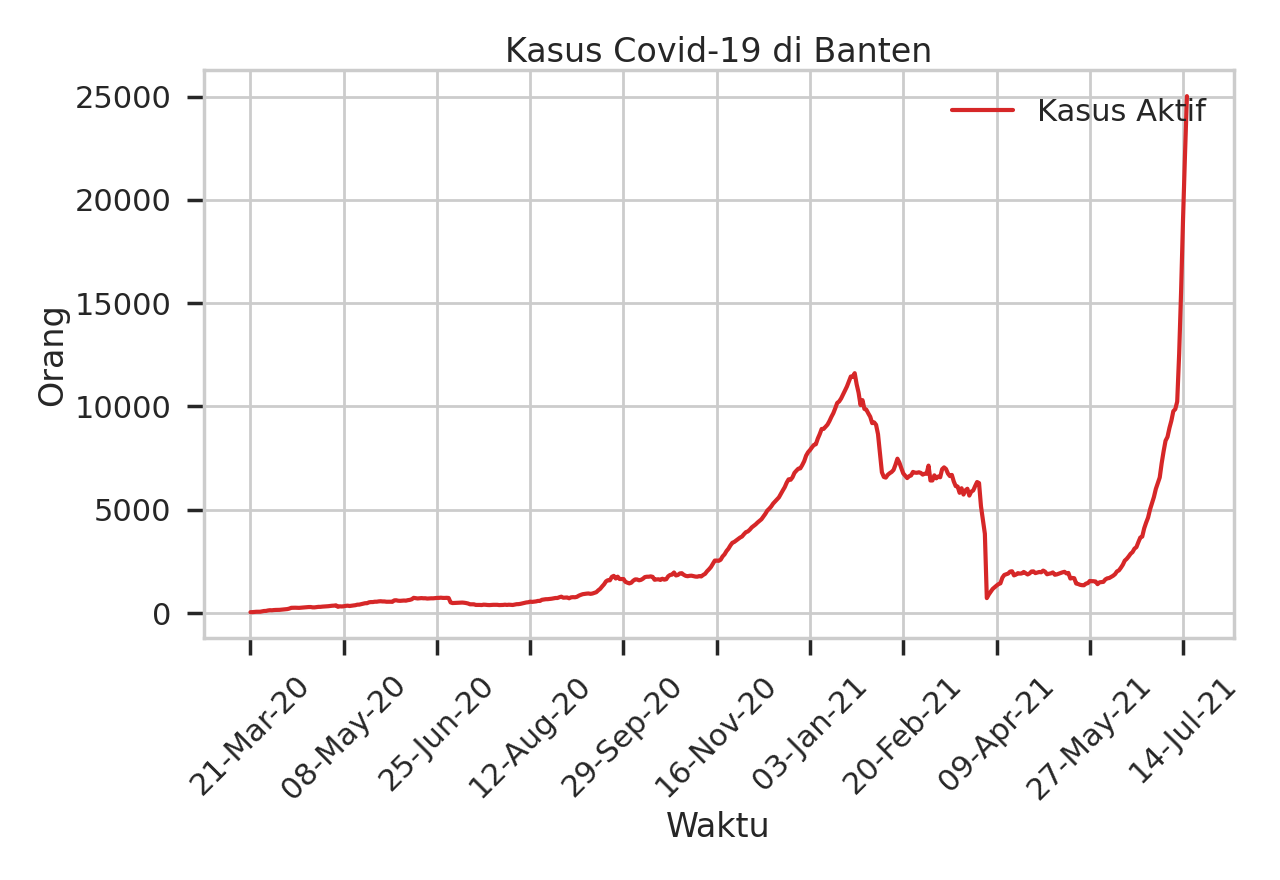 Kasus Covid-19 di Banten
Kasus Aktif
Orang
25000
20000
15000
10000
5000
0
21-Mar-20
08-May-20
25-Jun-20
12-Aug-20
29-Sep-20
16-Nov-20
03-Jan-21
20-Feb-21
09-Apr-21
27-May-21
14-Jul-21
Waktu